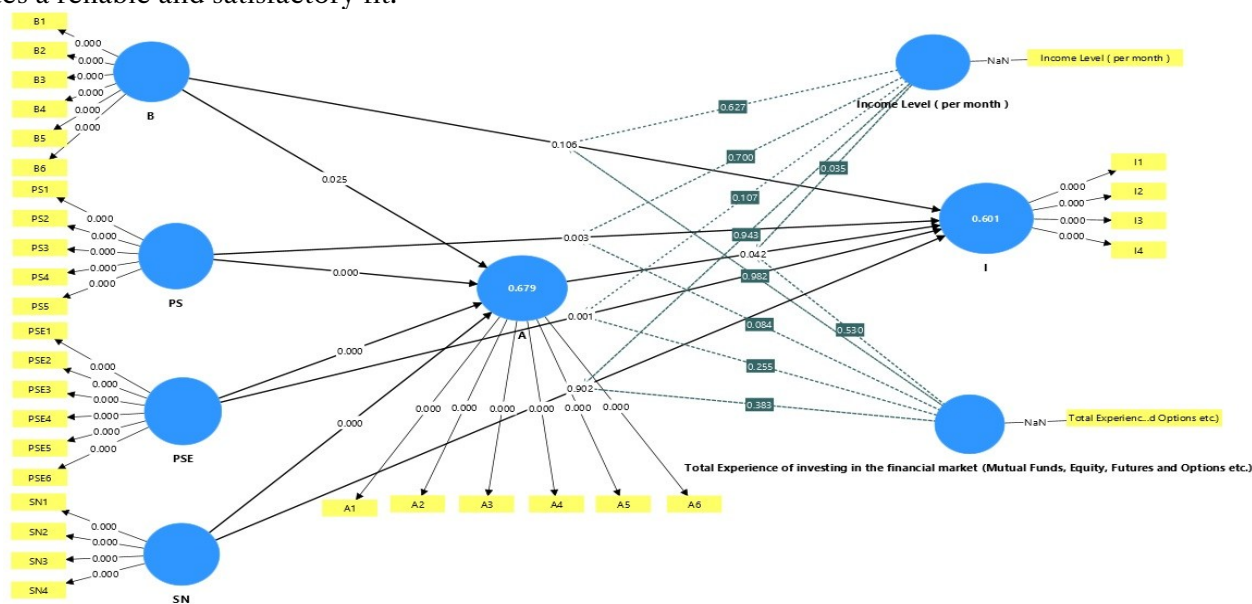 es a reliable and satisfactory fit.
B1
B2
B3
B4
B5
B6
0.000
0.000
0.000
0.000
0.000
0.000
B
PS1
PS2
PS3
PS4
PS5
0.000
0.000
0.000
0.000
0.000
PS
PSE1
PSE2
PSE3
PSE4
PSE5
PSE6
0.000
0.000
0.000
0.000
0.000
0.000
PSE
SN1
SN2
SN3
SN4
0.000
0.000
0.000
0.000
SN
0.025
0.000
0.000
0.000
0.679
A
0.000
0.000
0.000
0.000
0.000
0.000
A1
A2
A3
A4
A5
A6
0.106
0.003
0.042
0.001
0.902
0.627
0.700
0.035
0.107
0.943
0.982
0.084
0.530
0.255
0.383
NaN
Income Level ( per month )
Income Level ( per month )
0.601
I
0.000
0.000
0.000
0.000
I1
I2
I3
I4
NaN
Total Experienc...d Options etc.)
Total Experience of investing in the financial market (Mutual Funds, Equity, Futures and Options etc.)